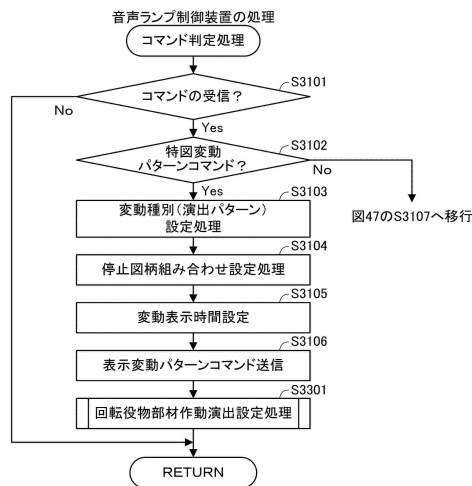 音声ランプ制御装置の処理
コマンド判定処理
S3101
コマンドの受信？
No
Yes
S3102
特図変動
パターンコマンド？
No
Yes
S3103
変動種別（演出パターン）
設定処理
図47のS3107へ移行
S3104
停止図柄組み合わせ設定処理
S3105
変動表示時間設定
S3106
表示変動パターンコマンド送信
S3301
回転役物部材作動演出設定処理
RETURN